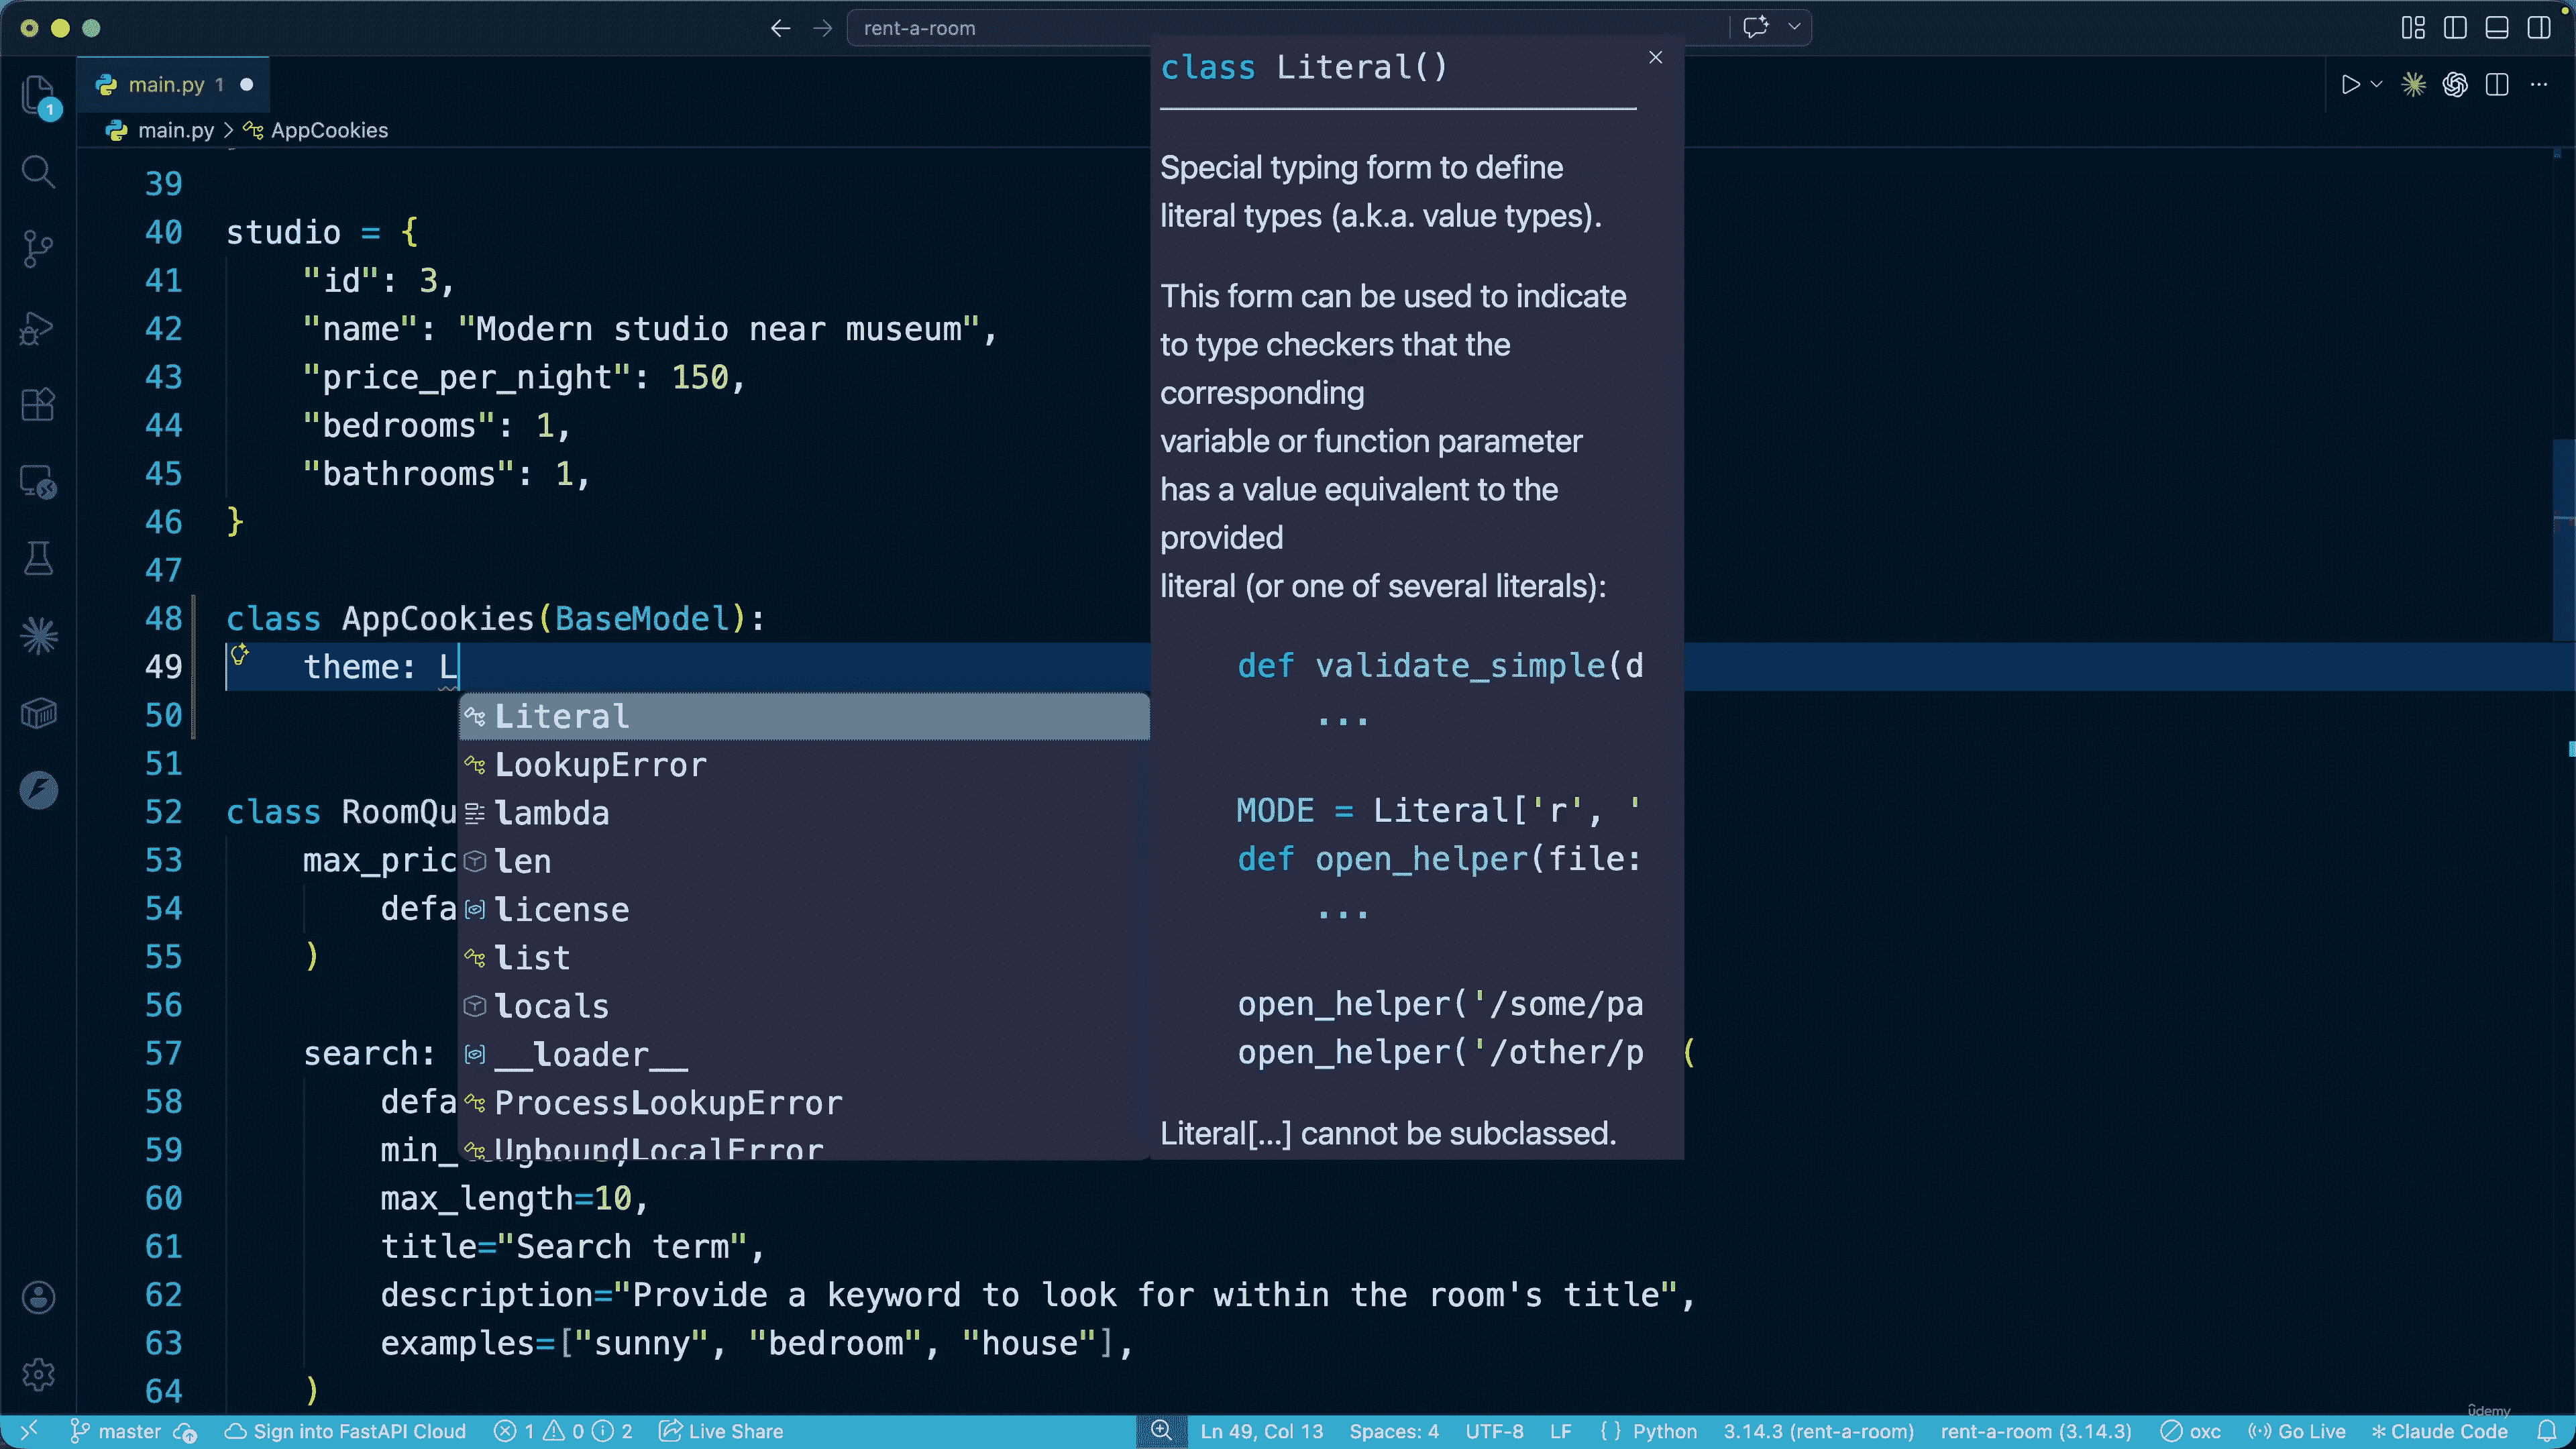 rent-a-room
main.py 1
main.py > AppCookies
1
39
40 studio = {
41 "id": 3,
42 "name": "Modern studio near museum",
43 "price_per_night": 150,
44 "bedrooms": 1,
45 "bathrooms": 1,
46 }
47
48 class AppCookies(BaseModel):
49 theme: L
50
51
52 class RoomQu
53 max_pric
54 defa
55 )
56
57 search: (
58 defa
59 min_
60 max_length=10,
61 title="Search term",
62 description="Provide a keyword to look for within the room's title",
63 examples=["sunny", "bedroom", "house"],
64 )
Literal
LookupError
lambda
len
license
list
locals
__loader__
ProcessLookupError
UnboundLocalError
class Literal()
Special typing form to define
literal types (a.k.a. value types).
This form can be used to indicate
to type checkers that the
corresponding
variable or function parameter
has a value equivalent to the
provided
literal (or one of several literals):
def validate_simple(d
...
MODE = Literal['r', '
def open_helper(file:
...
open_helper('/some/pa
open_helper('/other/p
Literal[...] cannot be subclassed.
udemy
master Sign into FastAPI Cloud 1 0 2 Live Share Ln 49, Col 13 Spaces: 4 UTF-8 LF { } Python 3.14.3 (rent-a-room) rent-a-room (3.14.3) oxc Go Live Claude Code